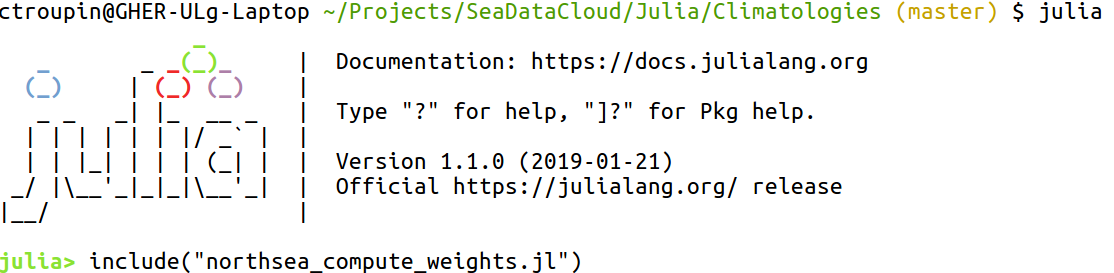 ctroupin@GHER-ULg-Laptop ~/Projects/SeaDataCloud/Julia/Climatologies (master) $ julia
               _
   _       _ _(_)_     |  Documentation: https://docs.julialang.org
  (_)     | (_) (_)    |
   _ _   _| |_  __ _   |  Type "?" for help, "]?" for Pkg help.
  | | | | | | |/ _` |  |
  | | |_| | | | (_| |  |  Version 1.1.0 (2019-01-21)
 _/ |\__'_|_|_|\__'_|  |  Official https://julialang.org/ release
|__/                   |
julia> include("northsea_compute_weights.jl")